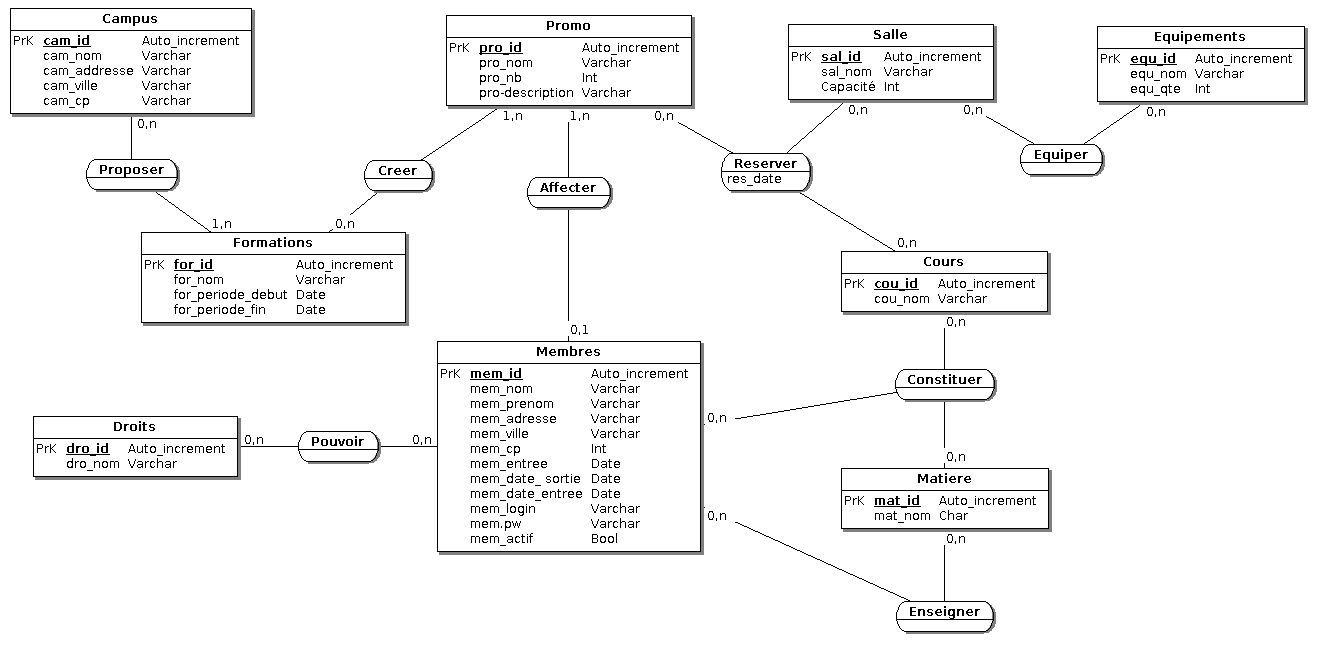 Campus
PrK cam_id Auto_increment
cam_nom Varchar
cam_addresse Varchar
cam_ville Varchar
cam_cp Varchar
0,n
Proposer
1,n
Promo
PrK pro_id Auto_increment
pro_nom Varchar
pro_nb Int
pro-description Varchar
1,n
1,n
0,n
Creer
0,n
Affecter
Reserver
res_date
Salle
PrK sal_id Auto_increment
sal_nom Varchar
Capacité Int
0,n
0,n
Equiper
Equipements
PrK equ_id Auto_increment
equ_nom Varchar
equ_qte Int
0,n
Formations
PrK for_id Auto_increment
for_nom Varchar
for_periode_debut Date
for_periode_fin Date
0,n
Cours
PrK cou_id Auto_increment
cou_nom Varchar
0,n
0,1
Membres
PrK mem_id Auto_increment
mem_nom Varchar
mem_prenom Varchar
mem_adresse Varchar
mem_ville Varchar
mem_cp Int
mem_entree Date
mem_date_ sortie Date
mem_date_entree Date
mem_login Varchar
mem.pw Varchar
mem_actif Bool
Constituer
0,n
Droits
PrK dro_id Auto_increment
dro_nom Varchar
0,n
Pouvoir
0,n
0,n
Matiere
PrK mat_id Auto_increment
mat_nom Char
0,n
0,n
Enseigner